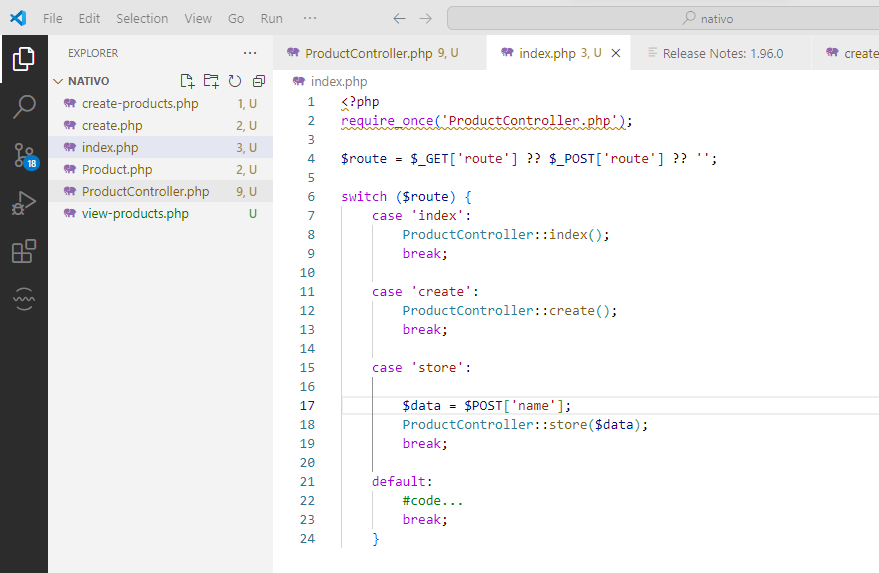 File Edit Selection View Go Run ··· nativo
EXPLORER ···
NATIVO
create-products.php 1, U
create.php 2, U
index.php 3, U
Product.php 2, U
ProductController.php 9, U
view-products.php U
18
ProductController.php 9, U index.php 3, U Release Notes: 1.96.0 create
index.php
1 <?php
2 require_once('ProductController.php');
3
4 $route = $_GET['route'] ?? $_POST['route'] ?? '';
5
6 switch ($route) {
7 case 'index':
8 ProductController::index();
9 break;
10
11 case 'create':
12 ProductController::create();
13 break;
14
15 case 'store':
16
17 $data = $POST['name'];
18 ProductController::store($data);
19 break;
20
21 default:
22 #code...
23 break;
24 }